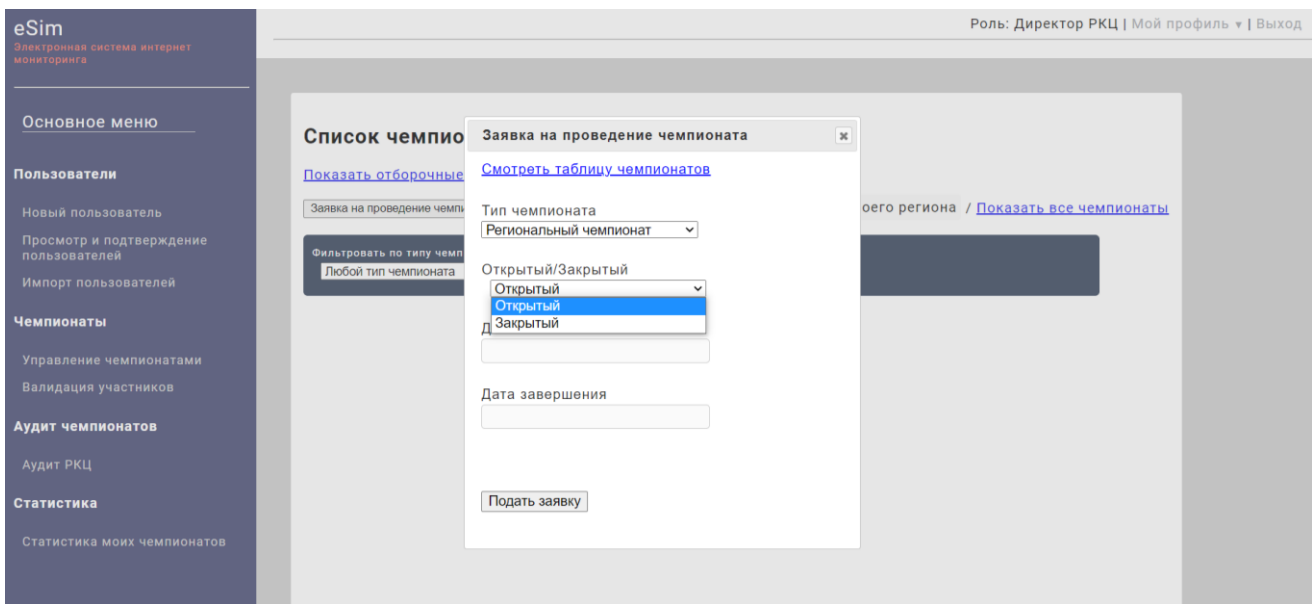 eSim
Электронная система интернет
мониторинга
Роль: Директор РКЦ | Мой профиль ▾ | Выход
Основное меню
Пользователи
Новый пользователь
Просмотр и подтверждение
пользователей
Импорт пользователей
Чемпионаты
Управление чемпионатами
Валидация участников
Аудит чемпионатов
Аудит РКЦ
Статистика
Статистика моих чемпионатов
Список чемпио
Показать отборочные
Заявка на проведение чемпи
оего региона / Показать все чемпионаты
Фильтровать по типу чемп
Любой тип чемпионата
Заявка на проведение чемпионата
Смотреть таблицу чемпионатов
Тип чемпионата
Региональный чемпионат
Открытый/Закрытый
Открытый
Открытый
Закрытый
Д
Дата завершения
Подать заявку